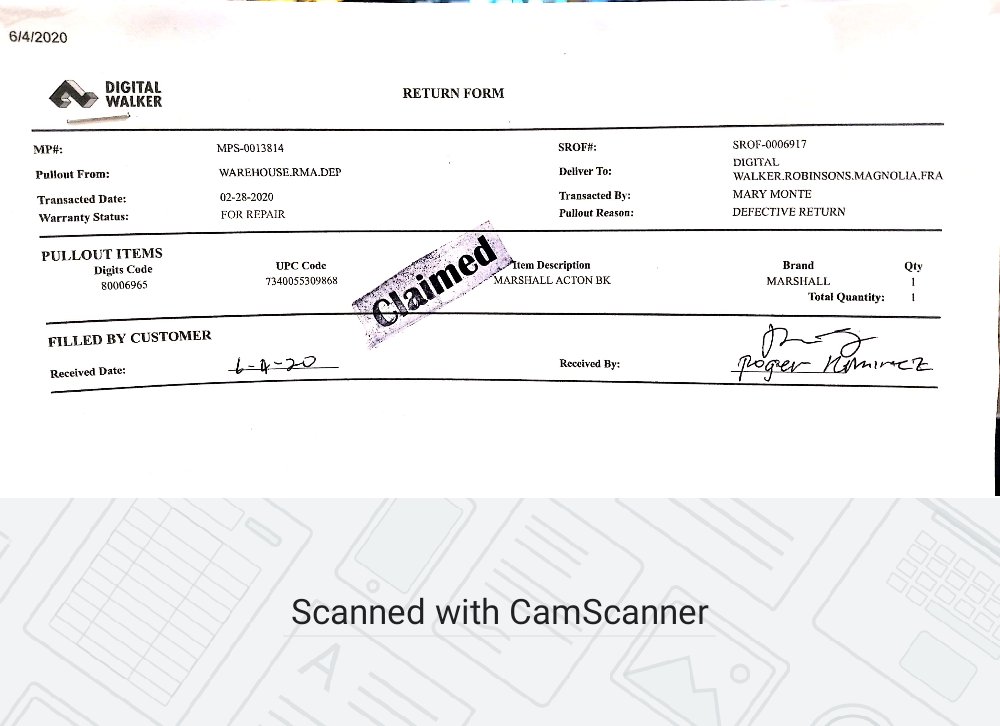 6/4/2020
DIGITAL
WALKER
RETURN FORM
MP#: MPS-0013814 SROF#: SROF-0006917
Pullout From: WAREHOUSE.RMA.DEP Deliver To: DIGITAL
WALKER.ROBINSONS.MAGNOLIA.FRA
Transacted Date: 02-28-2020 Transacted By: MARY MONTE
Warranty Status: FOR REPAIR Pullout Reason: DEFECTIVE RETURN
PULLOUT ITEMS
Digits Code UPC Code Item Description Brand Qty
80006965 7340055309868 MARSHALL ACTON BK MARSHALL 1
Total Quantity: 1
Claimed
FILLED BY CUSTOMER
Received Date: 6-4-20 Received By: Roger Ramirez
Scanned with CamScanner